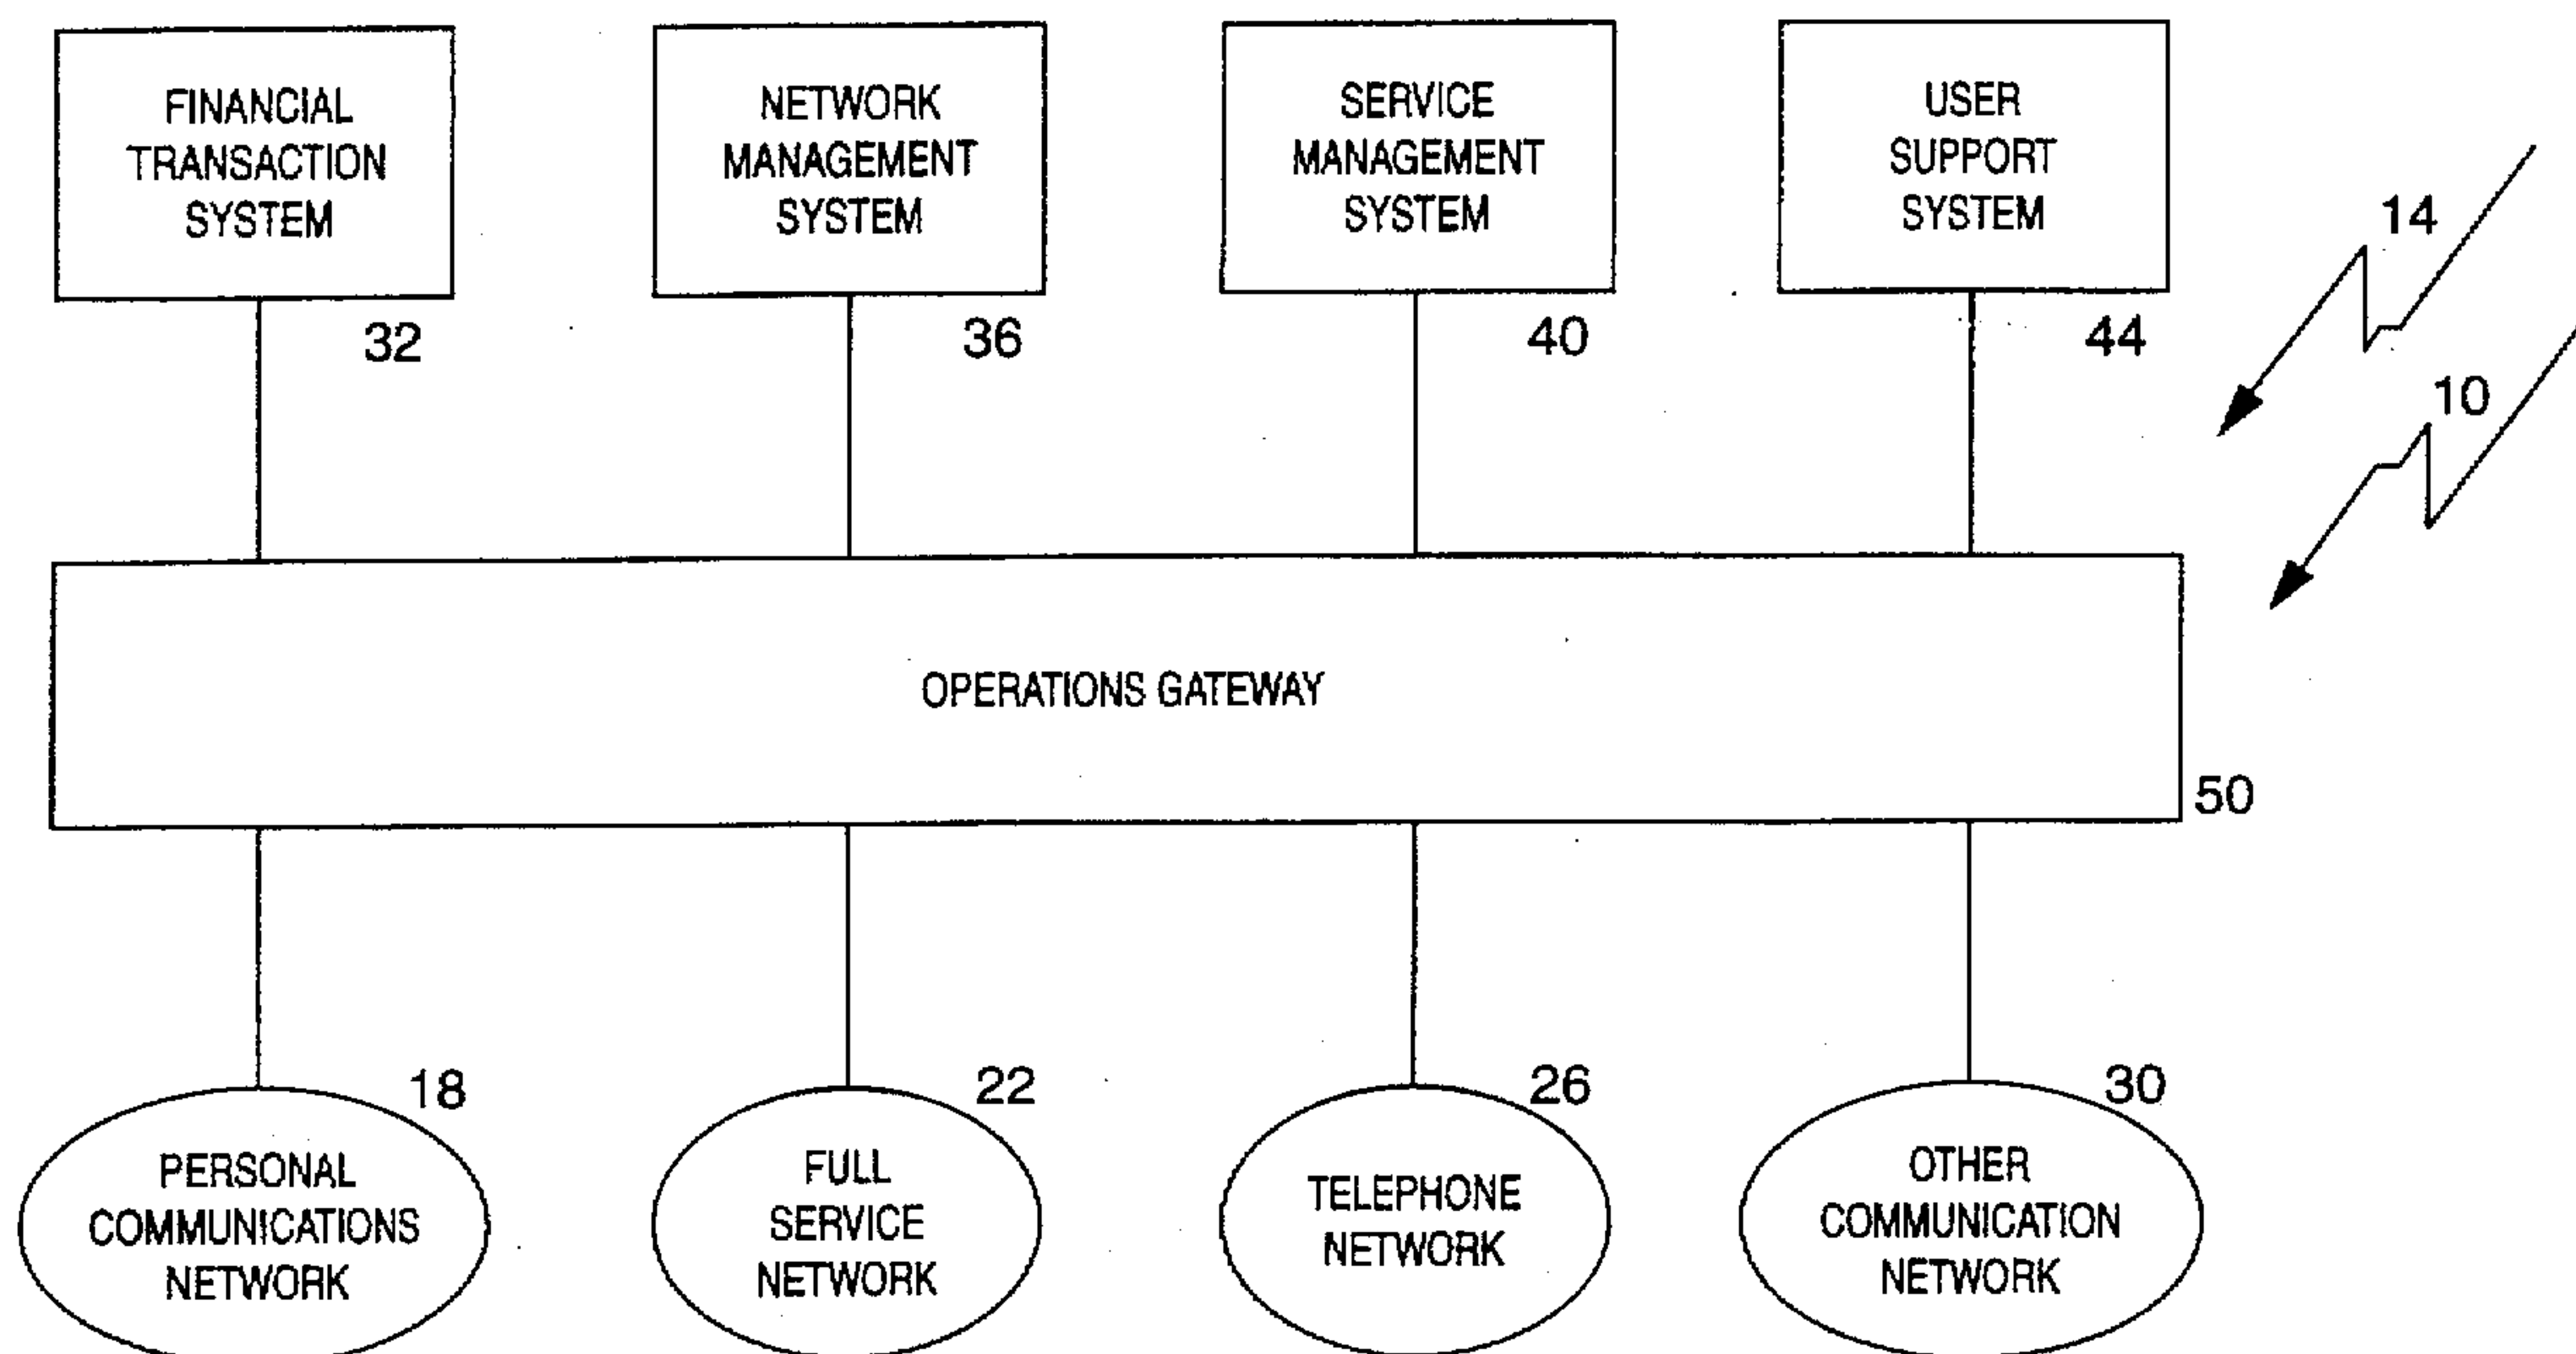 FINANCIAL
TRANSACTION
SYSTEM
32
NETWORK
MANAGEMENT
SYSTEM
36
SERVICE
MANAGEMENT
SYSTEM
40
USER
SUPPORT
SYSTEM
44
14
10
OPERATIONS GATEWAY
50
18
PERSONAL
COMMUNICATIONS
NETWORK
22
FULL
SERVICE
NETWORK
26
TELEPHONE
NETWORK
30
OTHER
COMMUNICATION
NETWORK